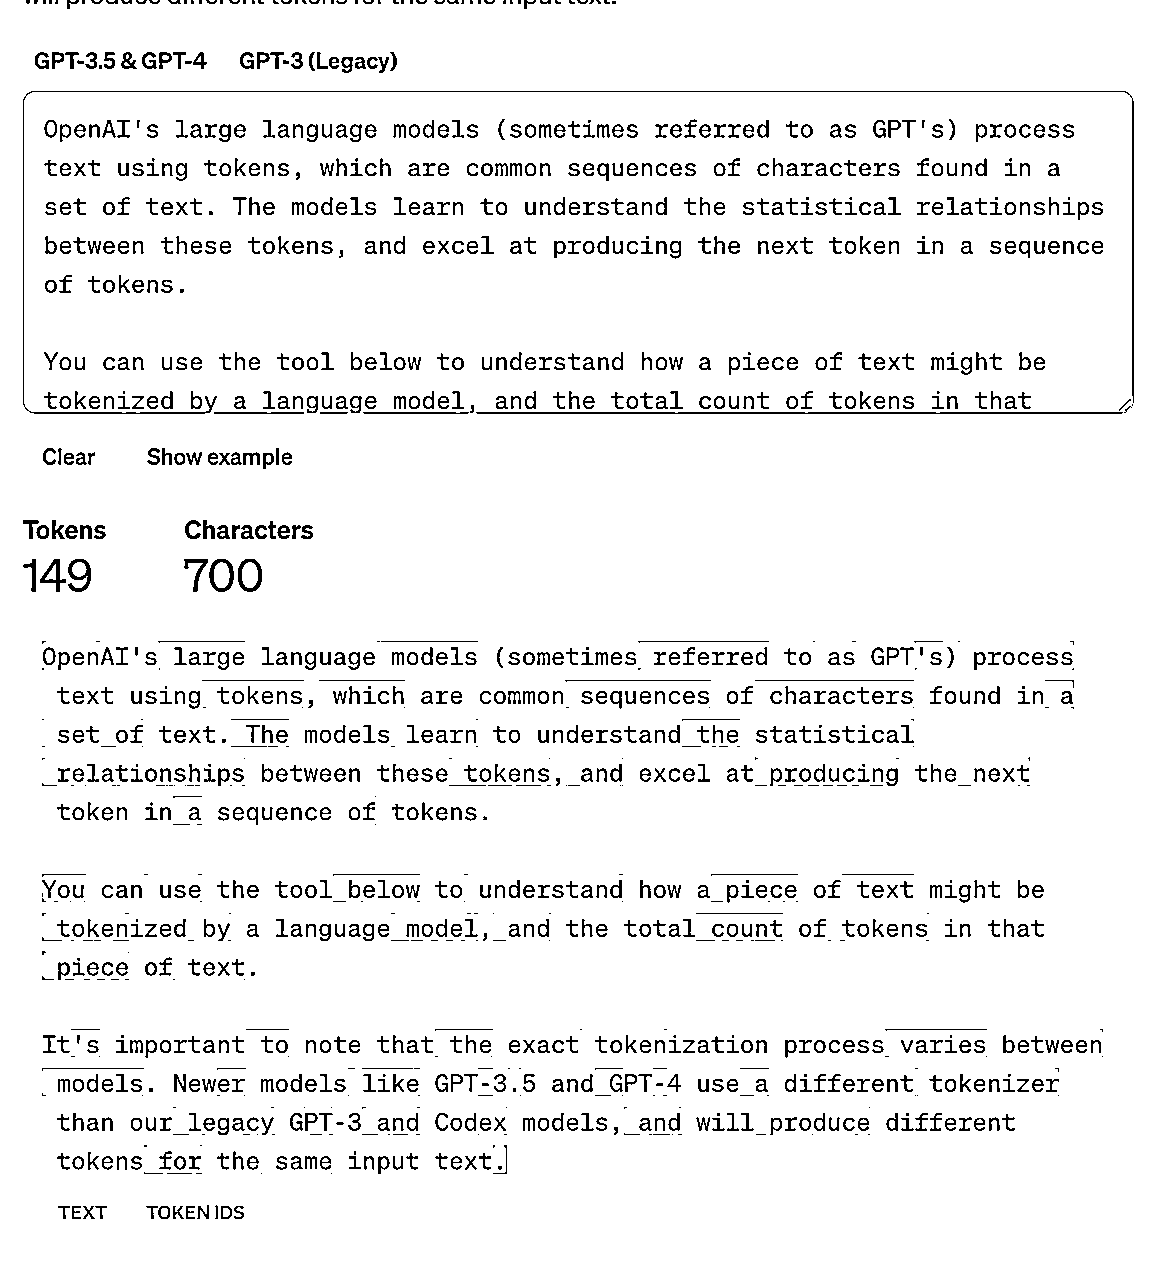 will produce different tokens for the same input text.
GPT-3.5 & GPT-4 GPT-3 (Legacy)
OpenAI's large language models (sometimes referred to as GPT's) process
text using tokens, which are common sequences of characters found in a
set of text. The models learn to understand the statistical relationships
between these tokens, and excel at producing the next token in a sequence
of tokens.
You can use the tool below to understand how a piece of text might be
tokenized by a language model, and the total count of tokens in that
Clear Show example
Tokens Characters
149 700
OpenAI's large language models (sometimes referred to as GPT's) process
text using tokens, which are common sequences of characters found in a
set of text. The models learn to understand the statistical
relationships between these tokens, and excel at producing the next
token in a sequence of tokens.
You can use the tool below to understand how a piece of text might be
tokenized by a language model, and the total count of tokens in that
piece of text.
It's important to note that the exact tokenization process varies between
models. Newer models like GPT-3.5 and GPT-4 use a different tokenizer
than our legacy GPT-3 and Codex models, and will produce different
tokens for the same input text.
TEXT TOKEN IDS